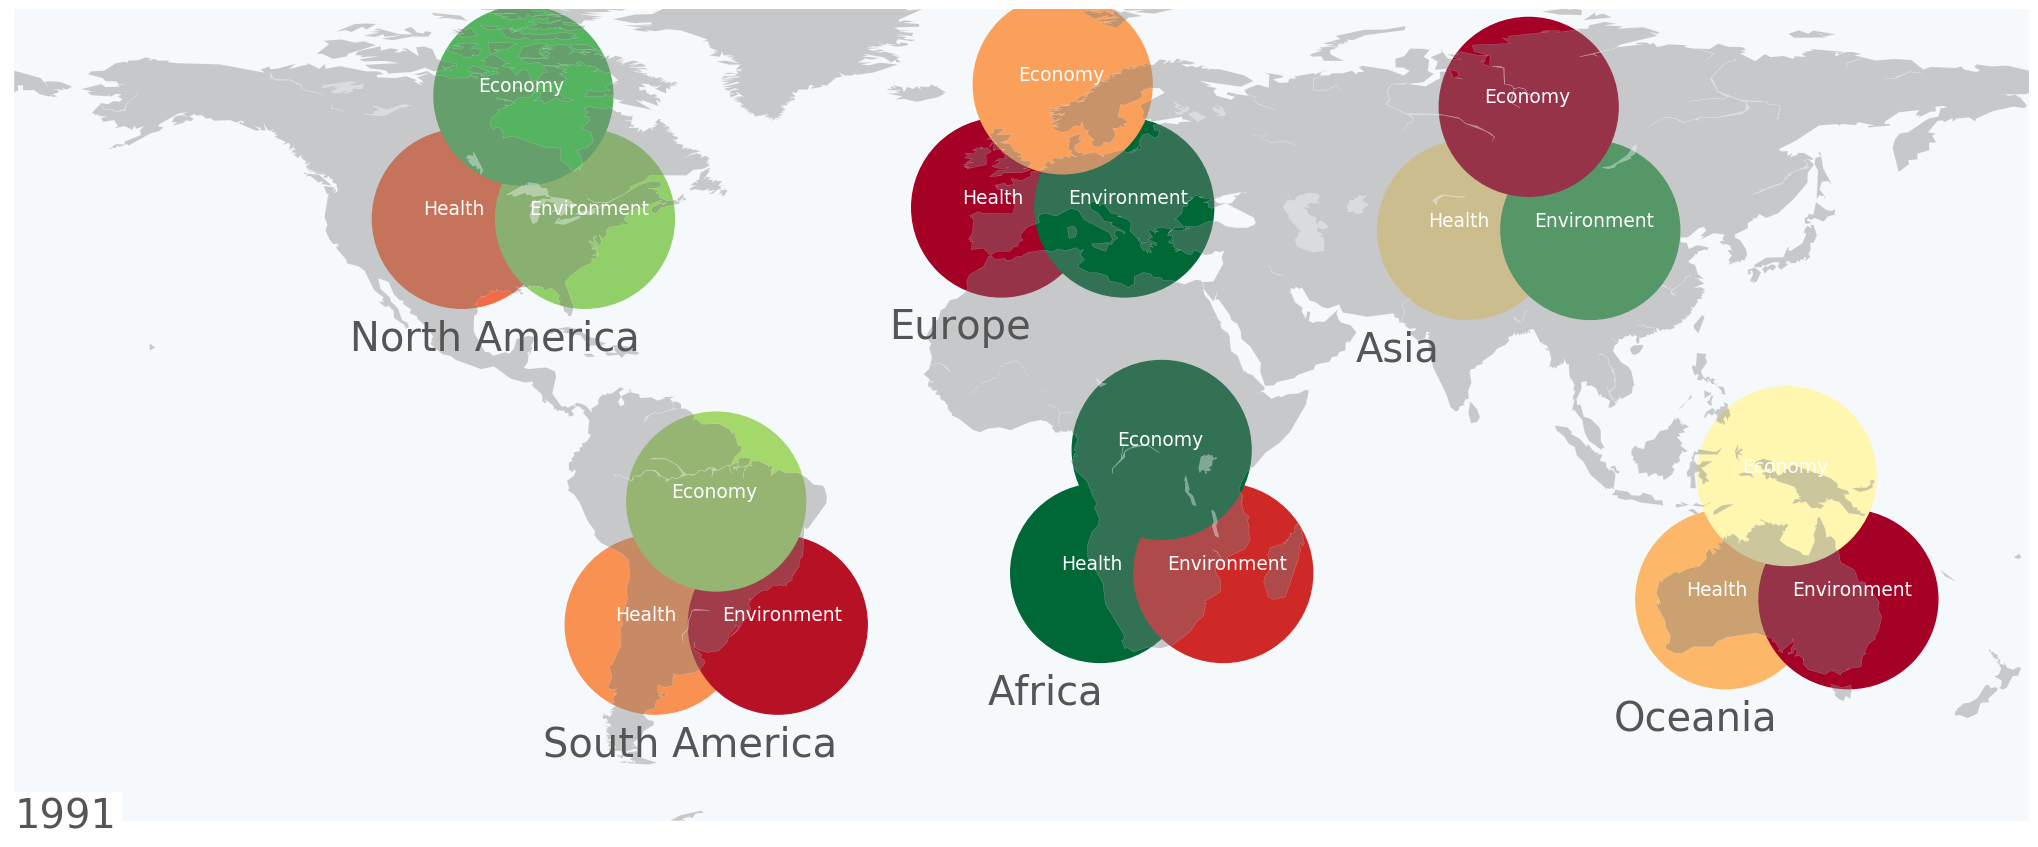 Economy
Health
Environment
North America
Economy
Health
Environment
Europe
Economy
Health
Environment
Asia
Economy
Health
Environment
South America
Economy
Health
Environment
Africa
Economy
Health
Environment
Oceania
1991